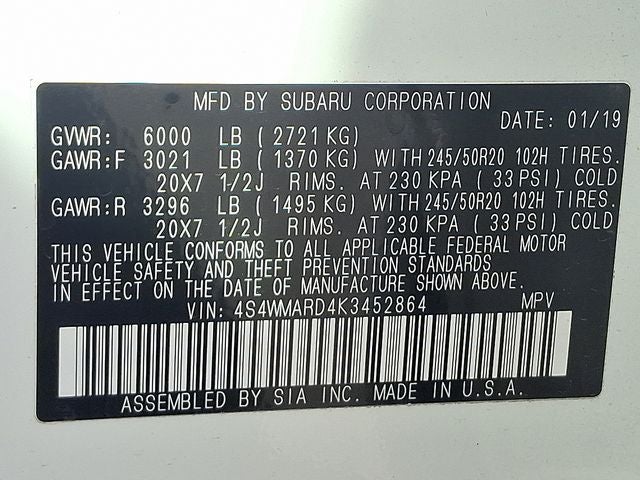 MFD BY SUBARU CORPORATION
DATE: 01/19
GVWR: 6000 LB ( 2721 KG)
GAWR:F 3021 LB ( 1370 KG) WITH 245/50R20 102H TIRES.
20X7 1/2J RIMS. AT 230 KPA ( 33 PSI) COLD
GAWR:R 3296 LB ( 1495 KG) WITH 245/50R20 102H TIRES.
20X7 1/2J RIMS. AT 230 KPA ( 33 PSI) COLD
THIS VEHICLE CONFORMS TO ALL APPLICABLE FEDERAL MOTOR
VEHICLE SAFETY AND THEFT PREVENTION STANDARDS
IN EFFECT ON THE DATE OF MANUFACTURE SHOWN ABOVE.
VIN: 4S4WMARD4K3452864 MPV
ASSEMBLED BY SIA INC. MADE IN U.S.A.